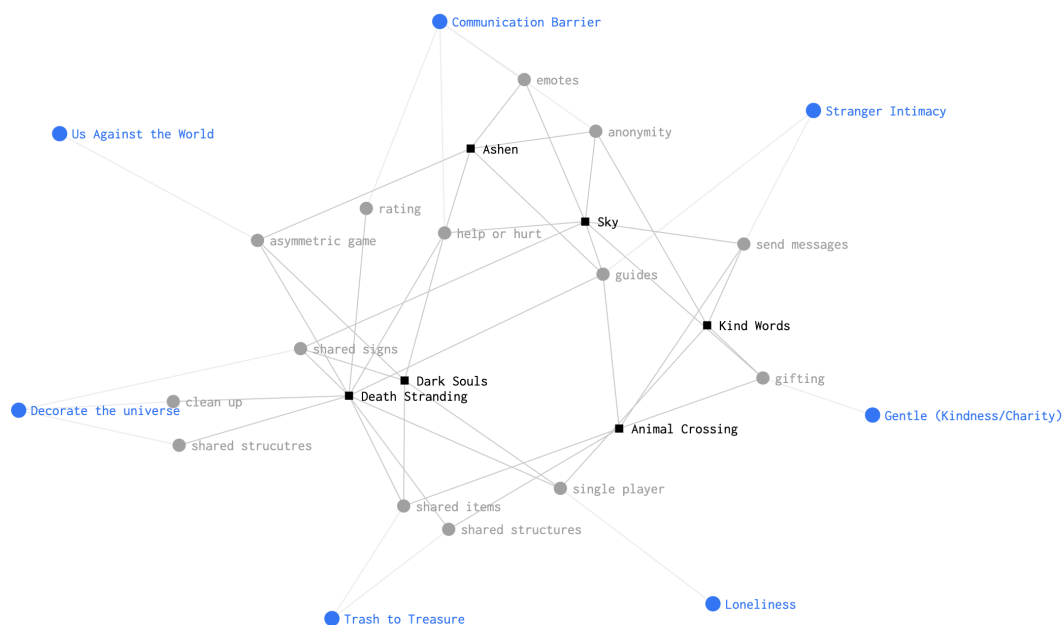 Communication Barrier
emotes
Stranger Intimacy
Us Against the World
anonymity
Ashen
rating
Sky
help or hurt
asymmetric game
send messages
guides
Kind Words
shared signs
gifting
Dark Souls
Death Stranding
clean up
Decorate the universe
Gentle (Kindness/Charity)
Animal Crossing
shared strucutres
single player
shared items
shared structures
Loneliness
Trash to Treasure